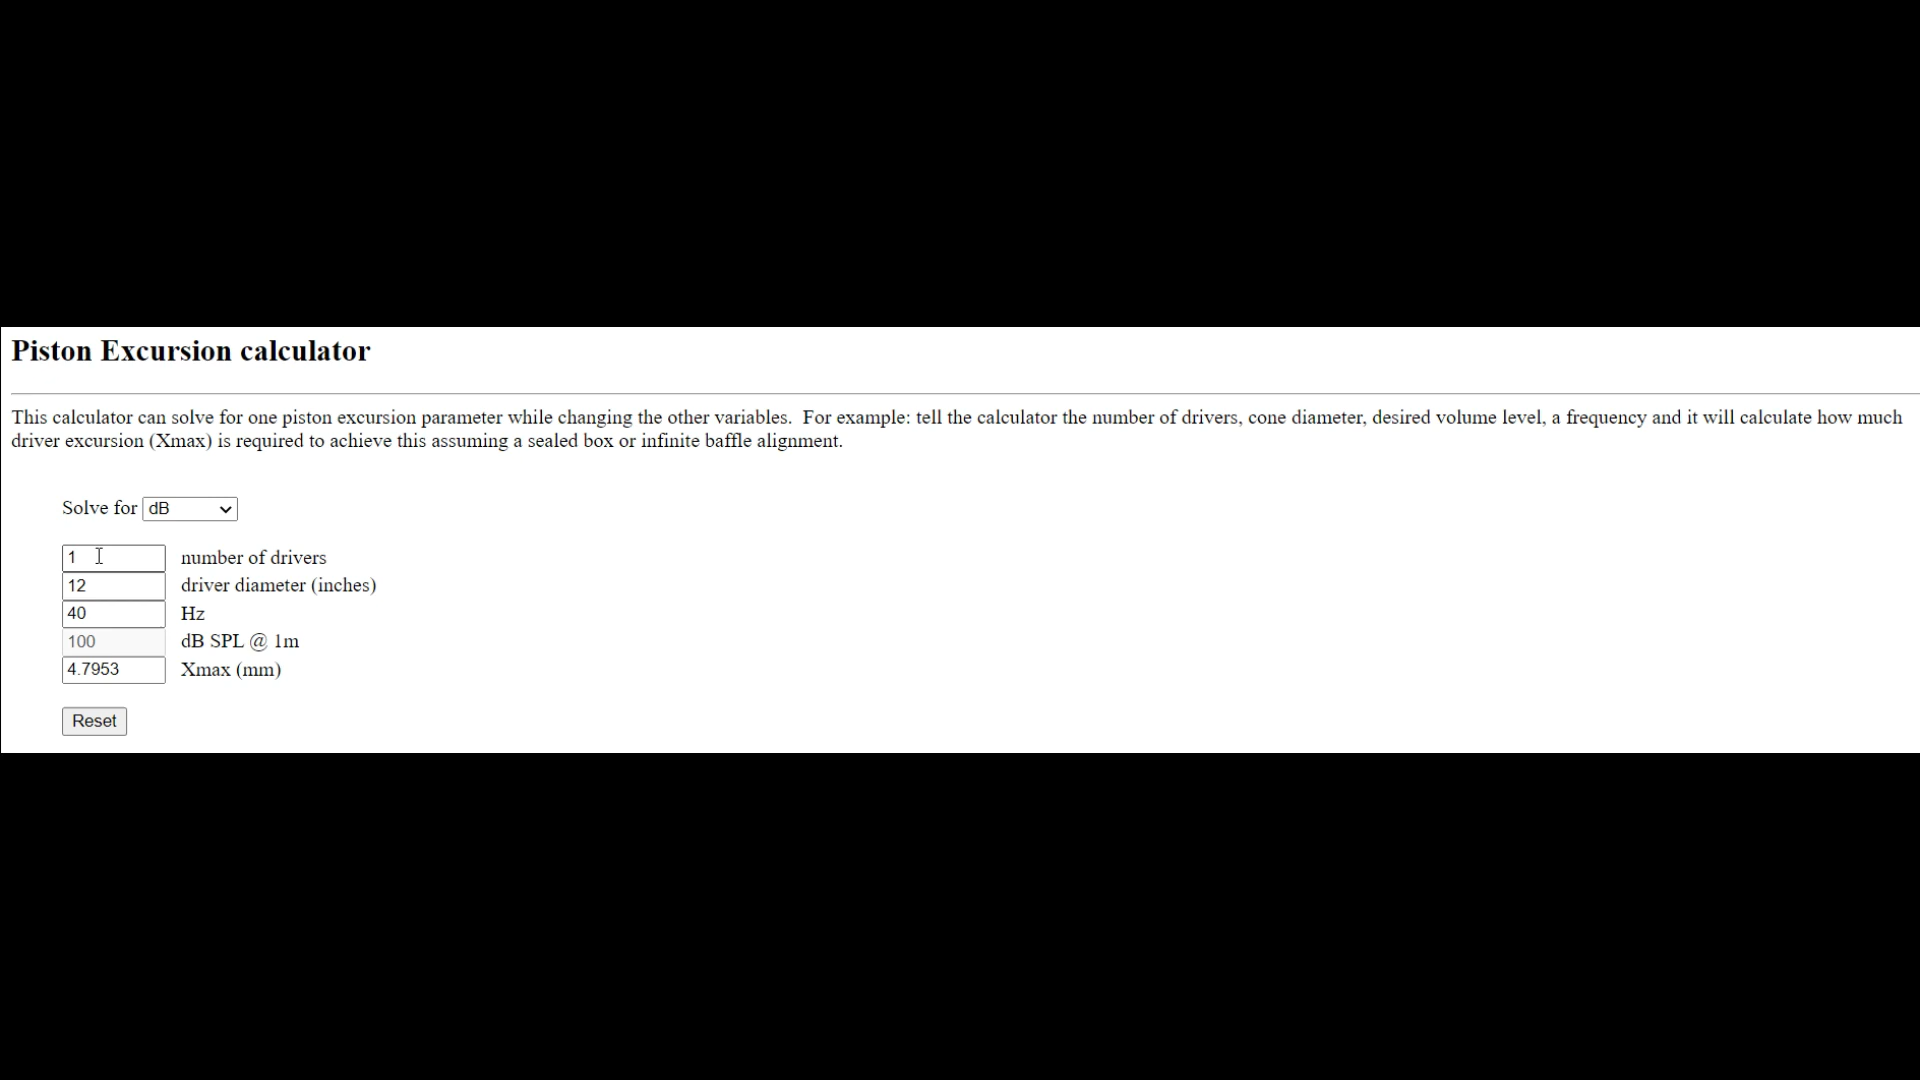 Piston Excursion calculator
This calculator can solve for one piston excursion parameter while changing the other variables.  For example: tell the calculator the number of drivers, cone diameter, desired volume level, a frequency and it will calculate how much
driver excursion (Xmax) is required to achieve this assuming a sealed box or infinite baffle alignment.
Solve for dB
1 number of drivers
12 driver diameter (inches)
40 Hz
100 dB SPL @ 1m
4.7953 Xmax (mm)
Reset